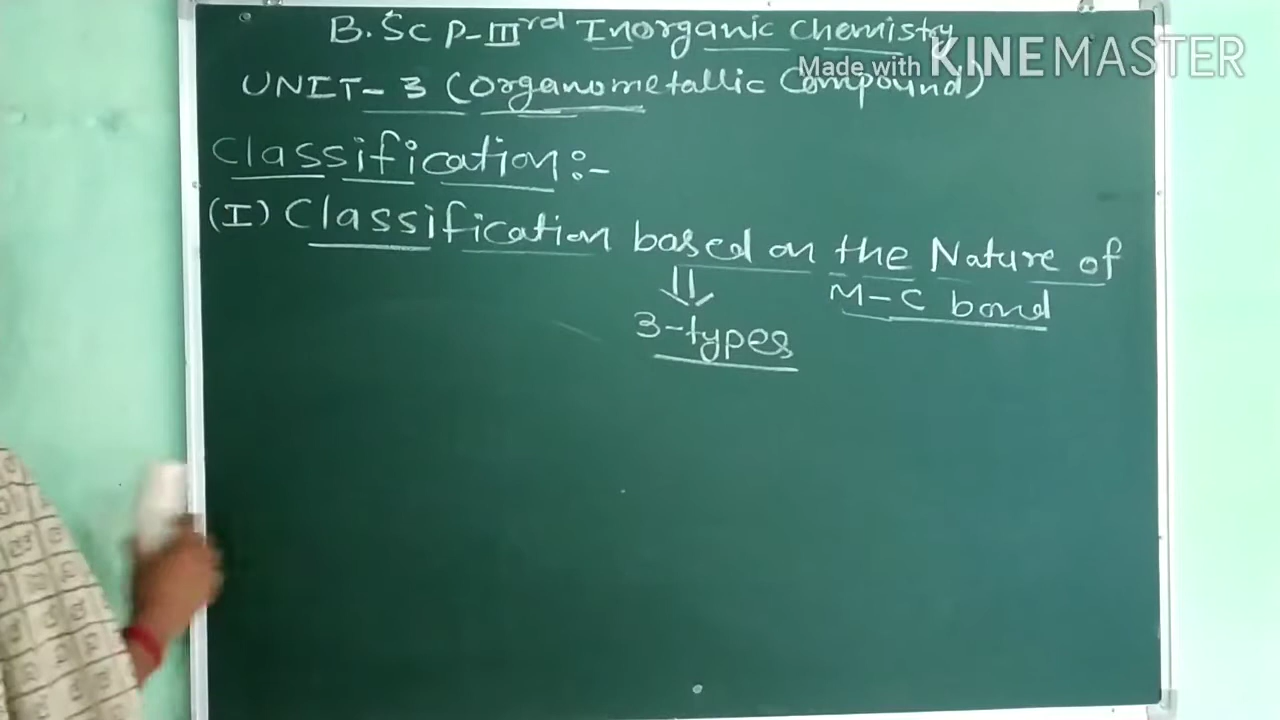 B.Sc P-IIIrd Inorganic Chemistry
Made with KINEMASTER
UNIT-3 (Organometallic Compound)
Classification:-
(I) Classification based on the Nature of
M-C bond
3-types